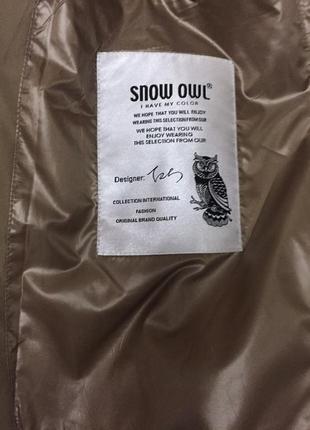 SNOW OWL®
I HAVE MY COLOR
WE HOPE THAT YOU WILL ENJOY
WEARING THIS SELECTION FROM OUR
WE HOPE THAT YOU WILL
ENJOY WEARING
THIS SELECTION FROM OUR
Designer:
COLLECTION INTERNATIONAL
FASHION
ORIGINAL BRAND QUALITY